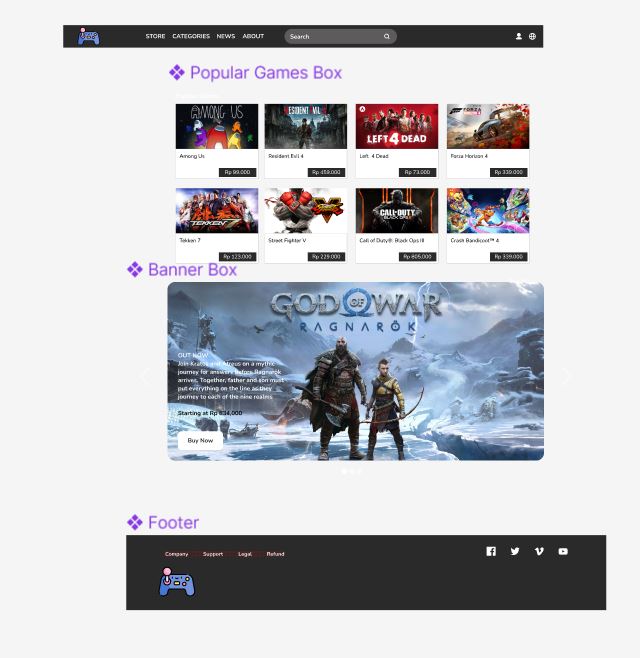 STORE CATEGORIES NEWS ABOUT Search
❖ Popular Games Box
AMONG US
RESIDENT EVIL
LEFT 4 DEAD
FORZA HORIZON
Among Us
Resident Evil 4
Left 4 Dead
Forza Horizon 4
Rp 99.000
Rp 459.000
Rp 73.000
Rp 339.000
TEKKEN 7
STREET FIGHTER V
CALL OF DUTY
BLACK OPS
Tekken 7
Street Fighter V
Call of Duty®: Black Ops III
Crash Bandicoot™ 4
Rp 123.000
Rp 229.000
Rp 805.000
Rp 339.000
❖ Banner Box
GOD OF WAR
RAGNARÖK
OUT NOW
Join Kratos and Atreus on a mythic
journey for answers before Ragnarök
arrives. Together, father and son must
put everything on the line as they
journey to each of the nine realms
Starting at Rp 834,000
Buy Now
❖ Footer
Company Support Legal Refund